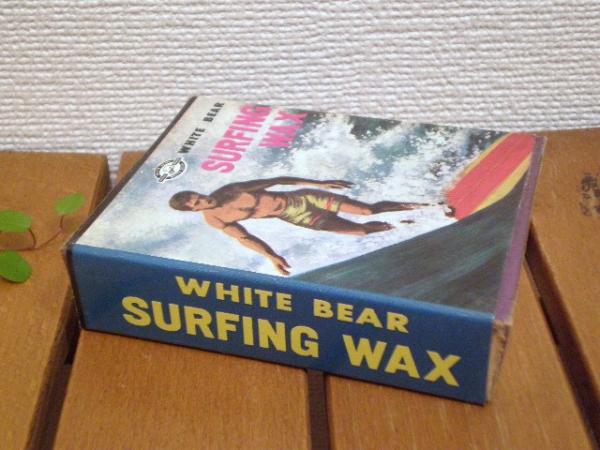 WHITE BEAR
SURFING
WAX
WHITE BEAR
SURFING WAX